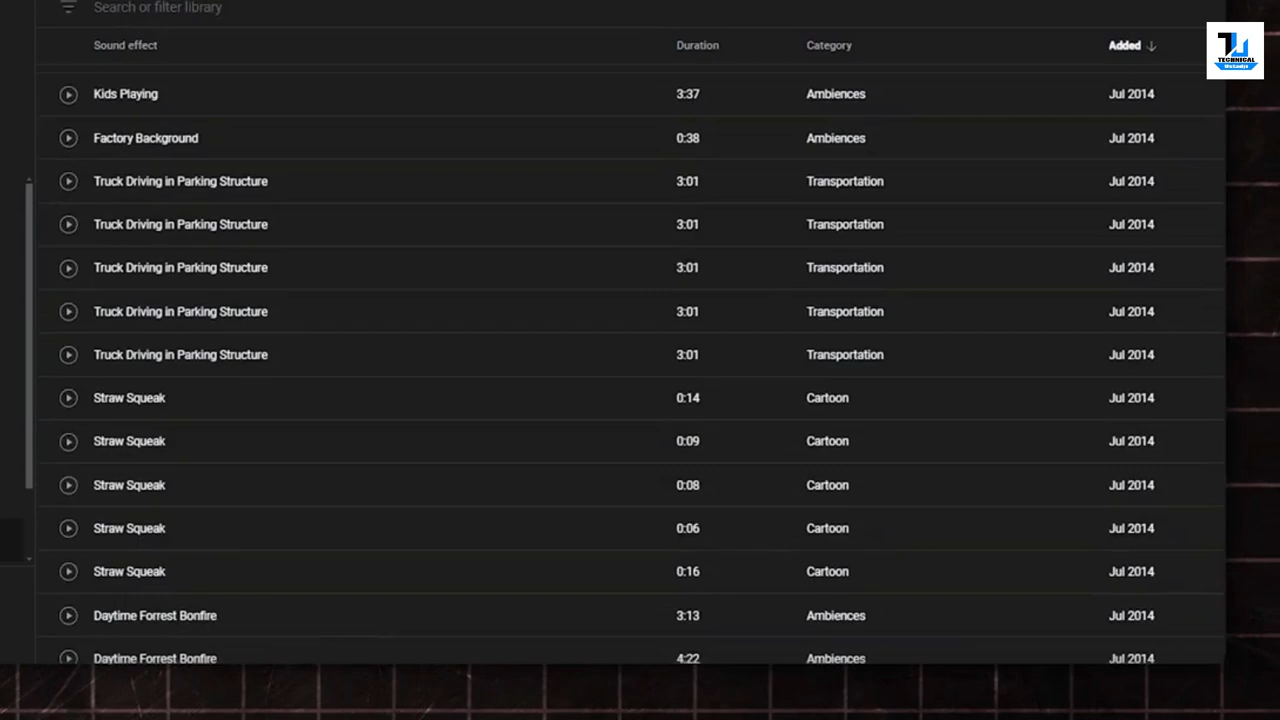 Search or filter library
Sound effect Duration Category Added
Kids Playing 3:37 Ambiences Jul 2014
Factory Background 0:38 Ambiences Jul 2014
Truck Driving in Parking Structure 3:01 Transportation Jul 2014
Truck Driving in Parking Structure 3:01 Transportation Jul 2014
Truck Driving in Parking Structure 3:01 Transportation Jul 2014
Truck Driving in Parking Structure 3:01 Transportation Jul 2014
Truck Driving in Parking Structure 3:01 Transportation Jul 2014
Straw Squeak 0:14 Cartoon Jul 2014
Straw Squeak 0:09 Cartoon Jul 2014
Straw Squeak 0:08 Cartoon Jul 2014
Straw Squeak 0:06 Cartoon Jul 2014
Straw Squeak 0:16 Cartoon Jul 2014
Daytime Forrest Bonfire 3:13 Ambiences Jul 2014
Daytime Forrest Bonfire 4:22 Ambiences Jul 2014
TECHNICAL